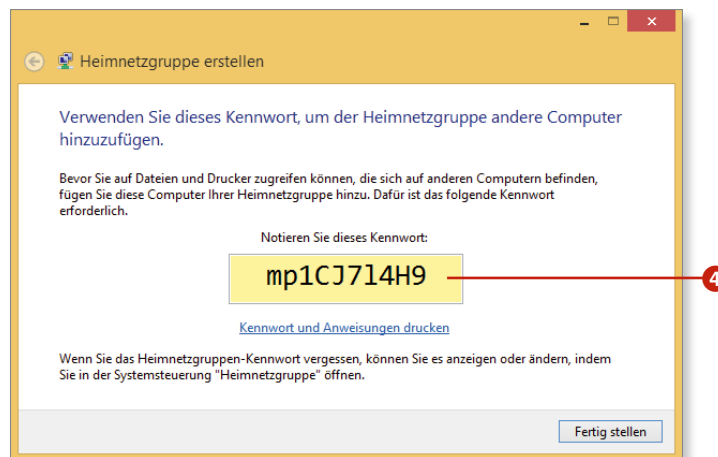 Heimnetzgruppe erstellen
Verwenden Sie dieses Kennwort, um der Heimnetzgruppe andere Computer
hinzuzufügen.
Bevor Sie auf Dateien und Drucker zugreifen können, die sich auf anderen Computern befinden,
fügen Sie diese Computer Ihrer Heimnetzgruppe hinzu. Dafür ist das folgende Kennwort
erforderlich.
Notieren Sie dieses Kennwort:
mp1CJ7l4H9
4
Kennwort und Anweisungen drucken
Wenn Sie das Heimnetzgruppen-Kennwort vergessen, können Sie es anzeigen oder ändern, indem
Sie in der Systemsteuerung "Heimnetzgruppe" öffnen.
Fertig stellen